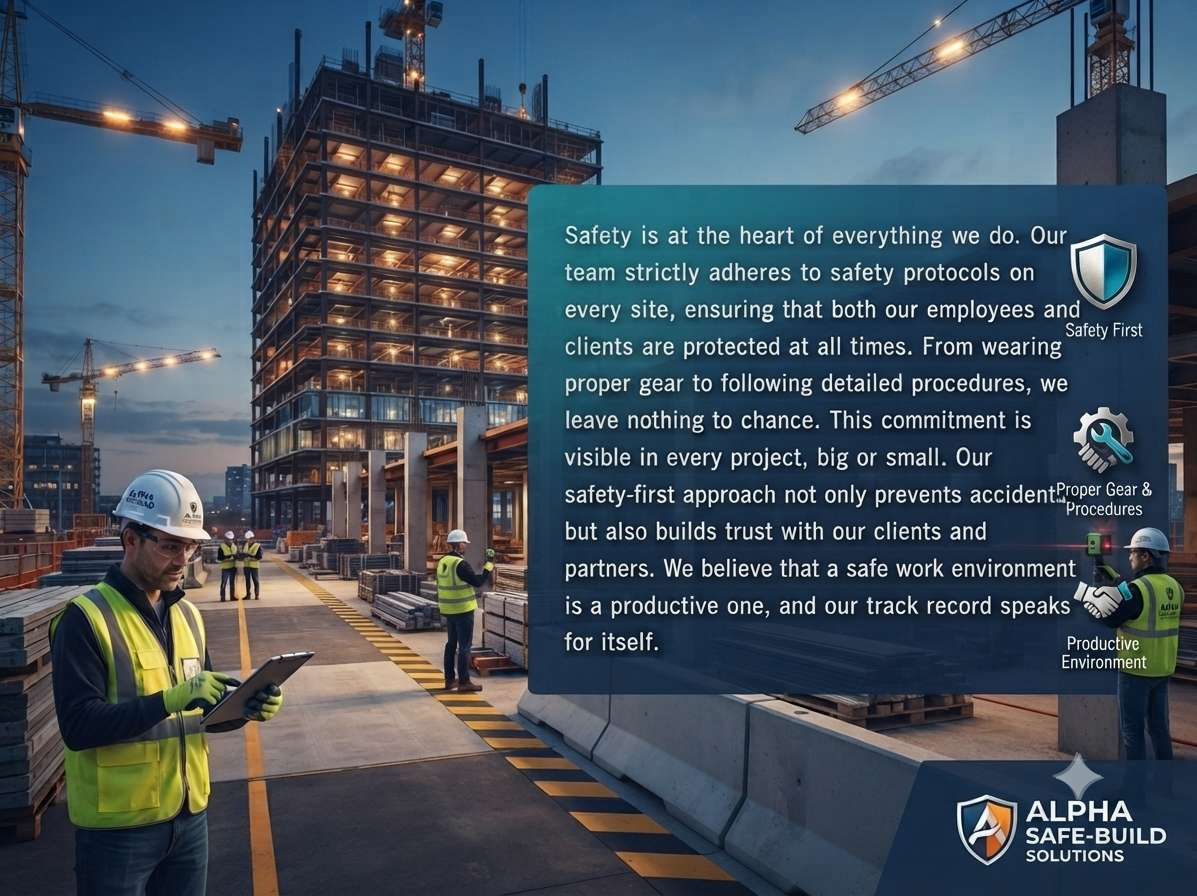 Safety is at the heart of everything we do. Our
team strictly adheres to safety protocols on
every site, ensuring that both our employees and
clients are protected at all times. From wearing
proper gear to following detailed procedures, we
leave nothing to chance. This commitment is
visible in every project, big or small. Our
safety-first approach not only prevents accident
but also builds trust with our clients and
partners. We believe that a safe work environment
is a productive one, and our track record speaks
for itself.
Safety First
Proper Gear &
Procedures
Productive
Environment
ALPHA
SAFE-BUILD
SOLUTIONS